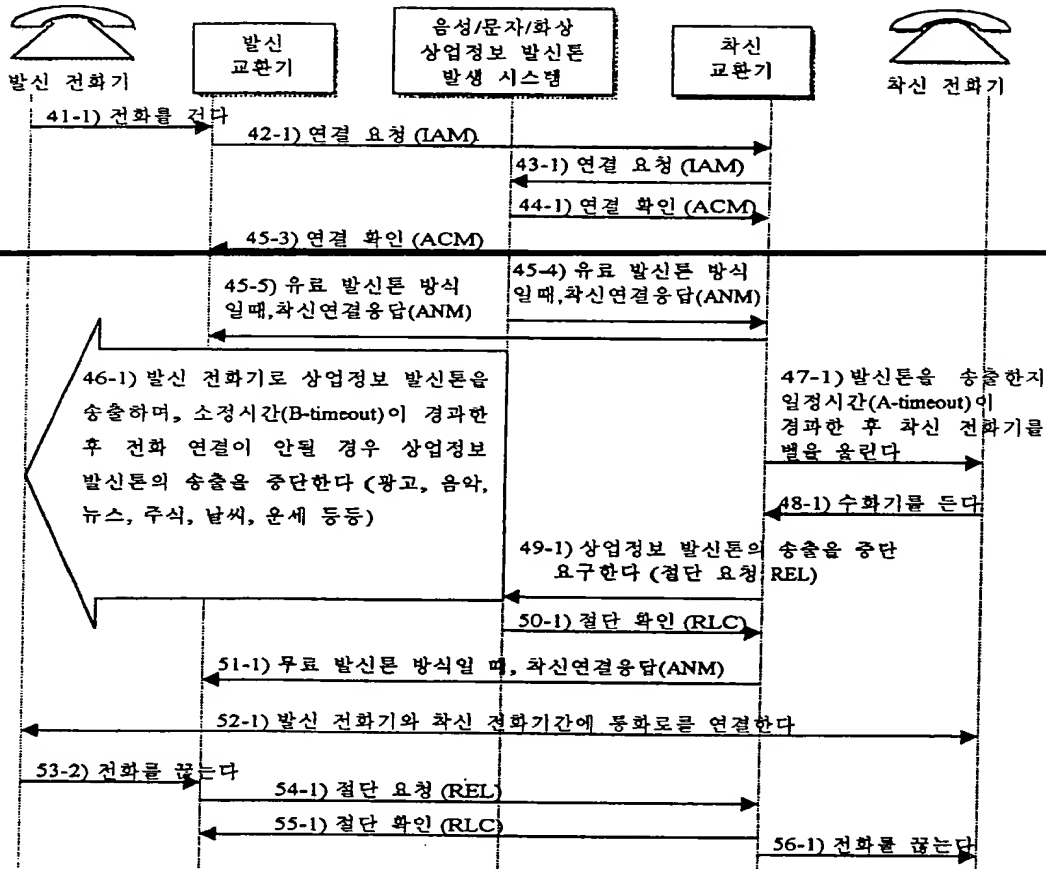 발신 전화기
발신
교환기
음성/문자/화상
상업정보 발신톤
발생 시스템
착신
교환기
착신 전화기
41-1) 전화를 건다
42-1) 연결 요청 (IAM)
43-1) 연결 요청 (IAM)
44-1) 연결 확인 (ACM)
45-3) 연결 확인 (ACM)
45-4) 유료 발신톤 방식
일때,착신연결응답(ANM)
45-5) 유료 발신톤 방식
일때,착신연결응답(ANM)
46-1) 발신 전화기로 상업정보 발신톤을
송출하며, 소정시간(B-timeout)이 경과한
후 전화 연결이 안될 경우 상업정보
발신톤의 송출을 중단한다 (광고, 음악,
뉴스, 주식, 날씨, 운세 등등)
47-1) 발신톤을 송출한지
일정시간(A-timeout)이
경과한 후 착신 전화기를
벨을 울린다
48-1) 수화기를 든다
49-1) 상업정보 발신톤의 송출을 중단
요구한다 (절단 요청 REL)
50-1) 절단 확인 (RLC)
51-1) 무료 발신톤 방식일 때, 착신연결응답(ANM)
52-1) 발신 전화기와 착신 전화기간에 통화로를 연결한다
53-2) 전화를 끊는다
54-1) 절단 요청 (REL)
55-1) 절단 확인 (RLC)
56-1) 전화를 끊는다